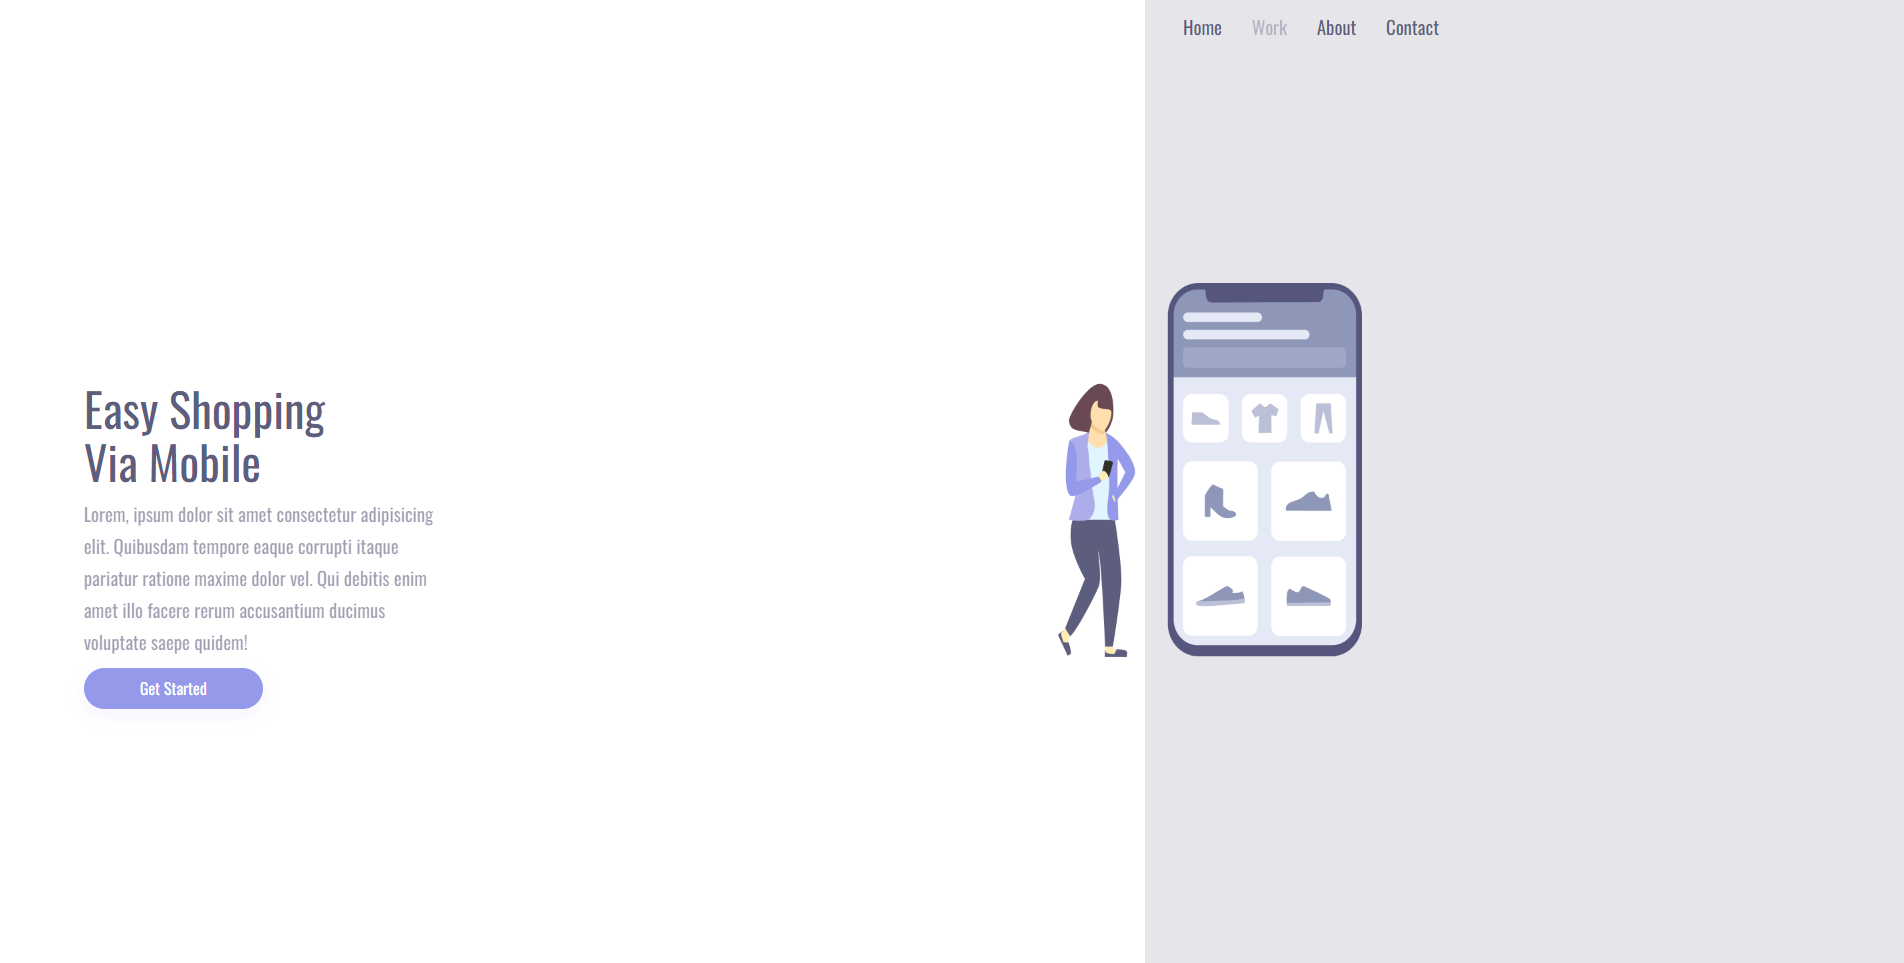 Home Work About Contact
Easy Shopping
Via Mobile
Lorem, ipsum dolor sit amet consectetur adipisicing
elit. Quibusdam tempore eaque corrupti itaque
pariatur ratione maxime dolor vel. Qui debitis enim
amet illo facere rerum accusantium ducimus
voluptate saepe quidem!
Get Started